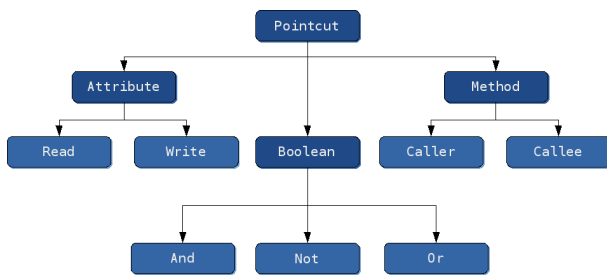 Pointcut
Attribute
Method
Read
Write
Boolean
Caller
Callee
And
Not
Or